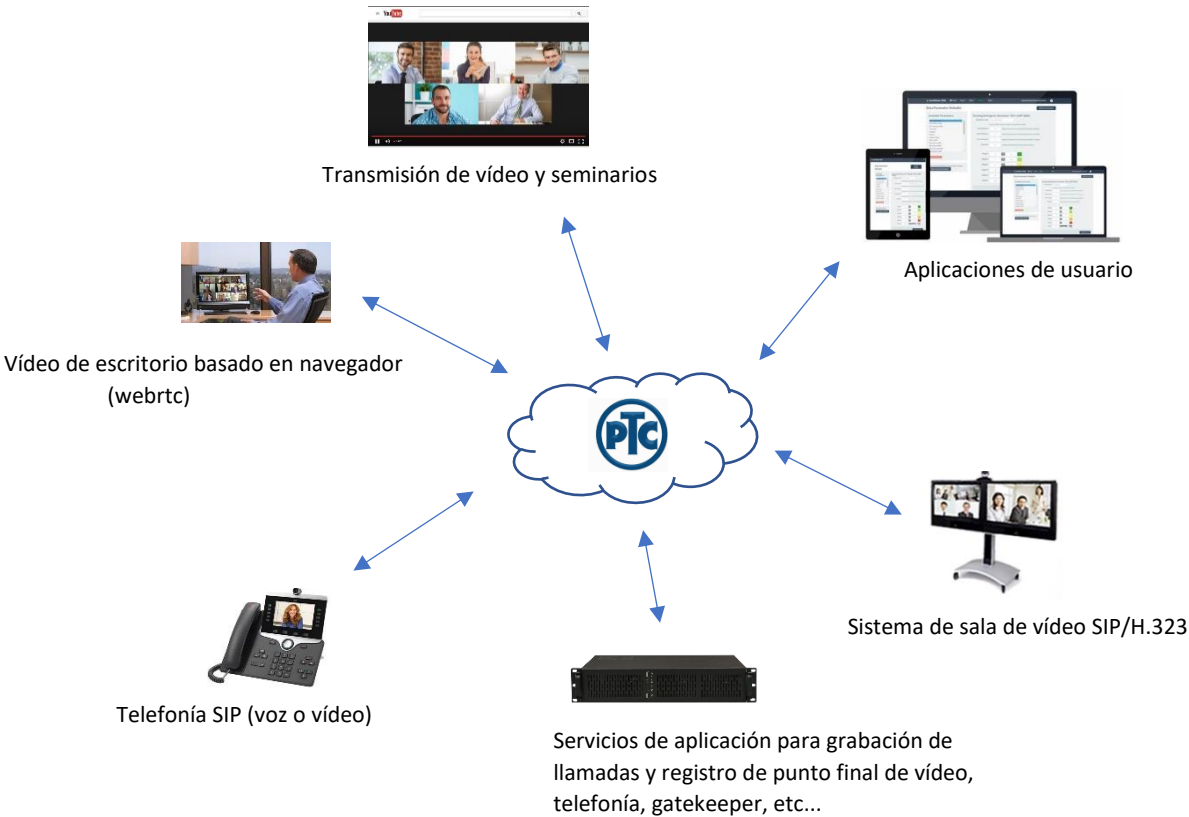 YouTube
Transmisión de vídeo y seminarios
Aplicaciones de usuario
Vídeo de escritorio basado en navegador
(webrtc)
PTC
Sistema de sala de vídeo SIP/H.323
Telefonía SIP (voz o vídeo)
Servicios de aplicación para grabación de
llamadas y registro de punto final de vídeo,
telefonía, gatekeeper, etc...